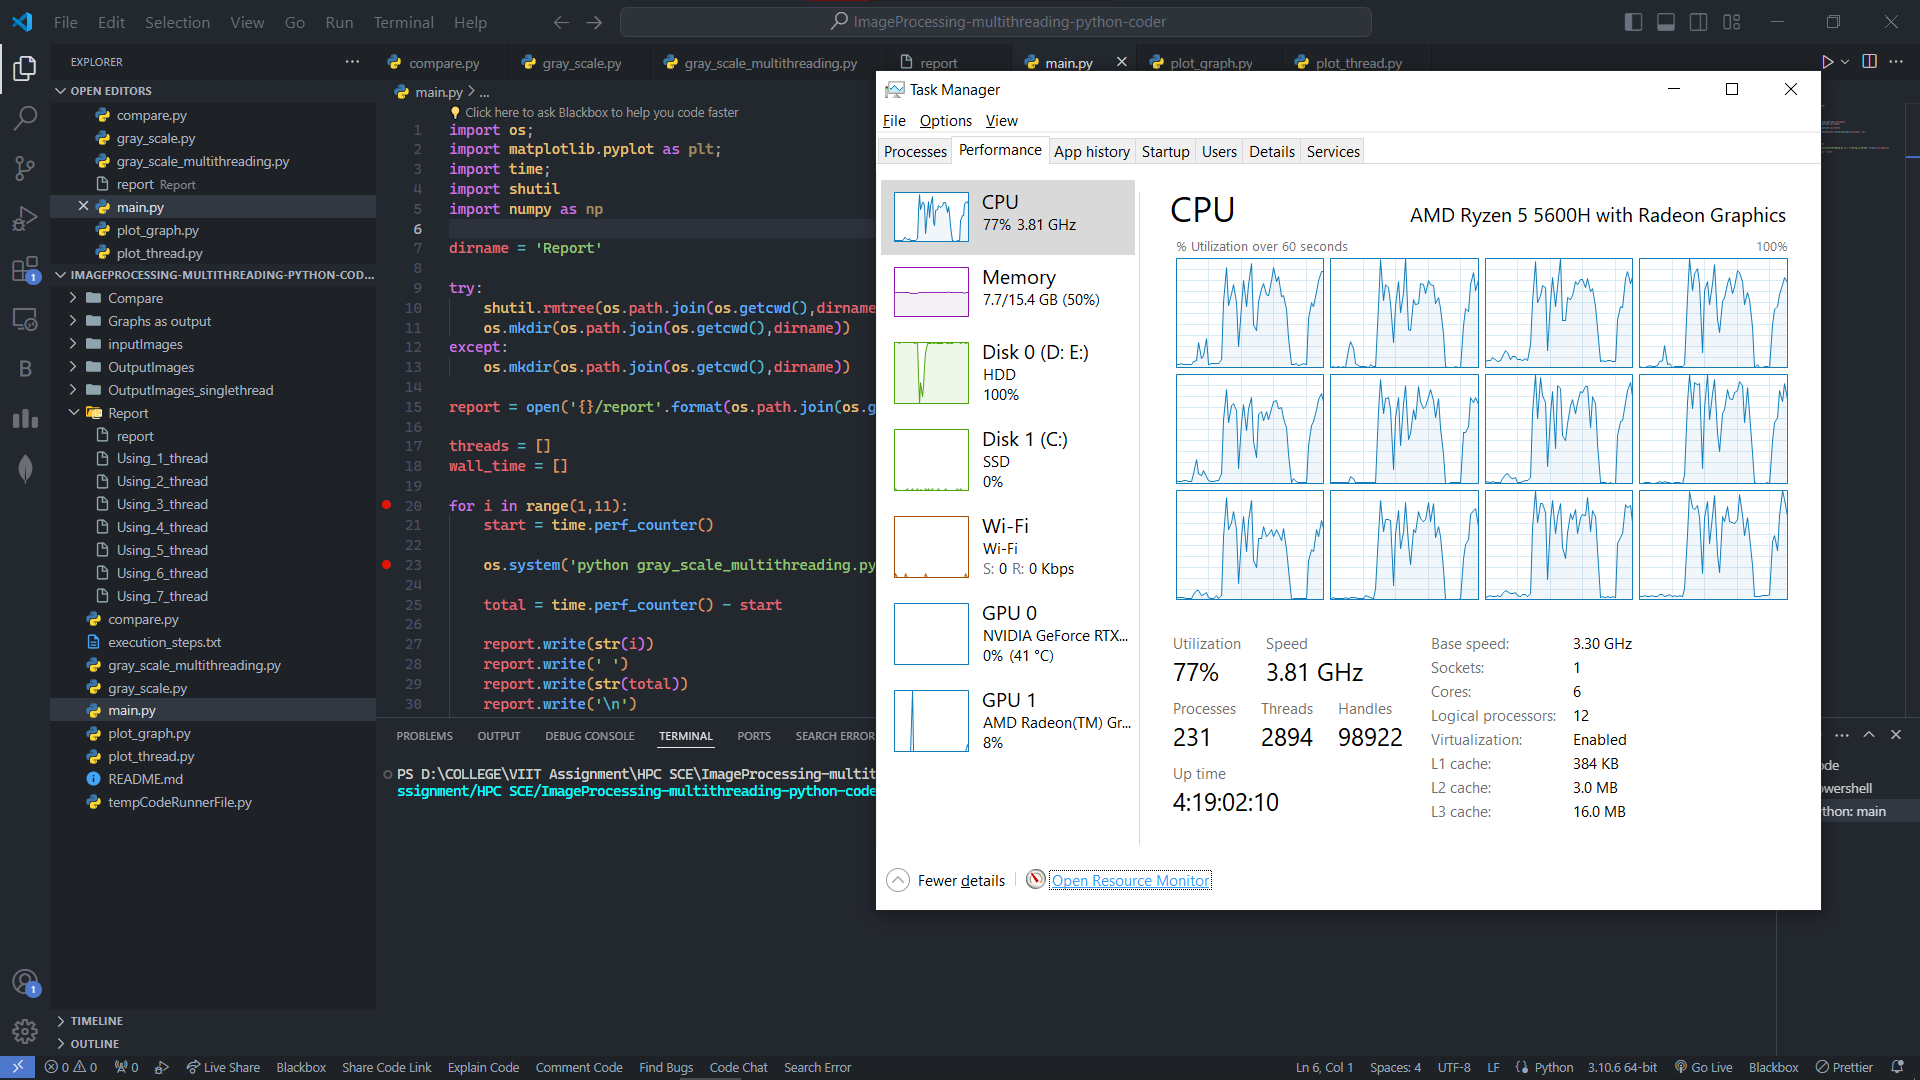 File Edit Selection View Go Run Terminal Help
ImageProcessing-multithreading-python-coder
EXPLORER
OPEN EDITORS
compare.py
gray_scale.py
gray_scale_multithreading.py
report Report
main.py
plot_graph.py
plot_thread.py
IMAGEPROCESSING-MULTITHREADING-PYTHON-COD...
Compare
Graphs as output
inputImages
OutputImages
OutputImages_singlethread
Report
report
Using_1_thread
Using_2_thread
Using_3_thread
Using_4_thread
Using_5_thread
Using_6_thread
Using_7_thread
compare.py
execution_steps.txt
gray_scale_multithreading.py
gray_scale.py
main.py
plot_graph.py
plot_thread.py
README.md
tempCodeRunnerFile.py
TIMELINE
OUTLINE
compare.py gray_scale.py gray_scale_multithreading.py report main.py plot_graph.py plot_thread.py
main.py > ...
Click here to ask Blackbox to help you code faster
1 import os;
2 import matplotlib.pyplot as plt;
3 import time;
4 import shutil
5 import numpy as np
6
7 dirname = 'Report'
8
9 try:
10 shutil.rmtree(os.path.join(os.getcwd(),dirname
11 os.mkdir(os.path.join(os.getcwd(),dirname))
12 except:
13 os.mkdir(os.path.join(os.getcwd(),dirname))
14
15 report = open('{}/report'.format(os.path.join(os.g
16
17 threads = []
18 wall_time = []
19
20 for i in range(1,11):
21 start = time.perf_counter()
22
23 os.system('python gray_scale_multithreading.py
24
25 total = time.perf_counter() - start
26
27 report.write(str(i))
28 report.write(' ')
29 report.write(str(total))
30 report.write('\n')
PROBLEMS OUTPUT DEBUG CONSOLE TERMINAL PORTS SEARCH ERROR
PS D:\COLLEGE\VIIT Assignment\HPC SCE\ImageProcessing-multit
ssignment/HPC SCE/ImageProcessing-multithreading-python-code
ode
owershell
thon: main
Task Manager
File Options View
Processes Performance App history Startup Users Details Services
CPU
77% 3.81 GHz
Memory
7.7/15.4 GB (50%)
Disk 0 (D: E:)
HDD
100%
Disk 1 (C:)
SSD
0%
Wi-Fi
Wi-Fi
S: 0 R: 0 Kbps
GPU 0
NVIDIA GeForce RTX...
0% (41 °C)
GPU 1
AMD Radeon(TM) Gr...
8%
CPU AMD Ryzen 5 5600H with Radeon Graphics
% Utilization over 60 seconds 100%
Utilization Speed
77% 3.81 GHz
Processes Threads Handles
231 2894 98922
Up time
4:19:02:10
Base speed: 3.30 GHz
Sockets: 1
Cores: 6
Logical processors: 12
Virtualization: Enabled
L1 cache: 384 KB
L2 cache: 3.0 MB
L3 cache: 16.0 MB
Fewer details Open Resource Monitor
0 0 0 Live Share Blackbox Share Code Link Explain Code Comment Code Find Bugs Code Chat Search Error Ln 6, Col 1 Spaces: 4 UTF-8 LF Python 3.10.6 64-bit Go Live Blackbox Prettier